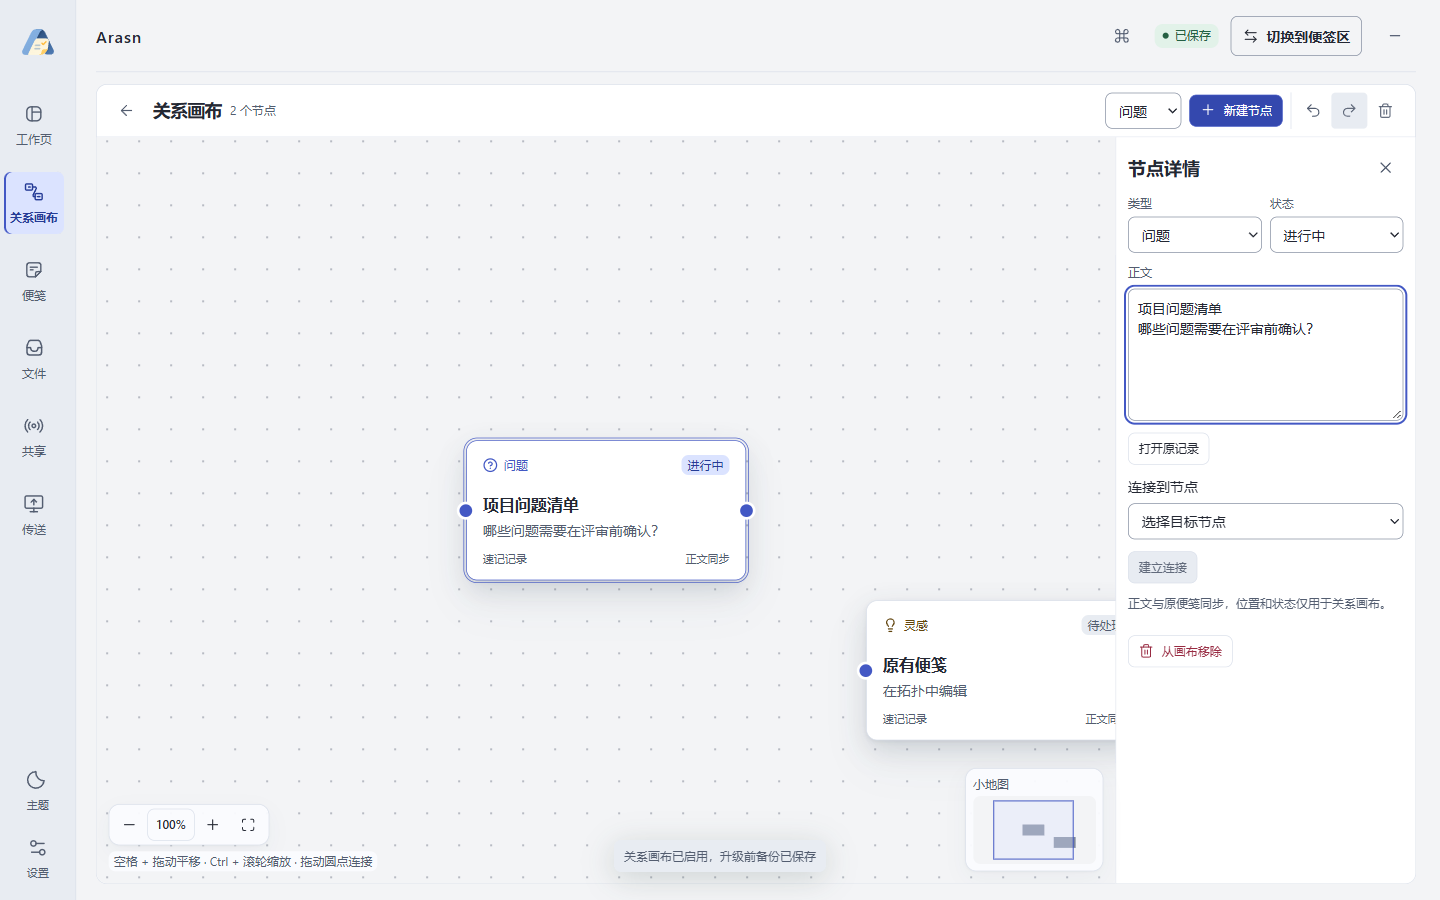 Arasn
已保存
切换到便签区
工作页
关系画布
便笺
文件
共享
传送
主题
设置
关系画布 2 个节点
问题
新建节点
问题
进行中
项目问题清单
哪些问题需要在评审前确认？
速记记录
正文同步
灵感
待处
原有便笺
在拓扑中编辑
速记记录
正文同
小地图
100%
空格 + 拖动平移 · Ctrl + 滚轮缩放 · 拖动圆点连接
关系画布已启用，升级前备份已保存
节点详情
类型
状态
问题
进行中
正文
项目问题清单
哪些问题需要在评审前确认？
打开原记录
连接到节点
选择目标节点
建立连接
正文与原便笺同步，位置和状态仅用于关系画布。
从画布移除